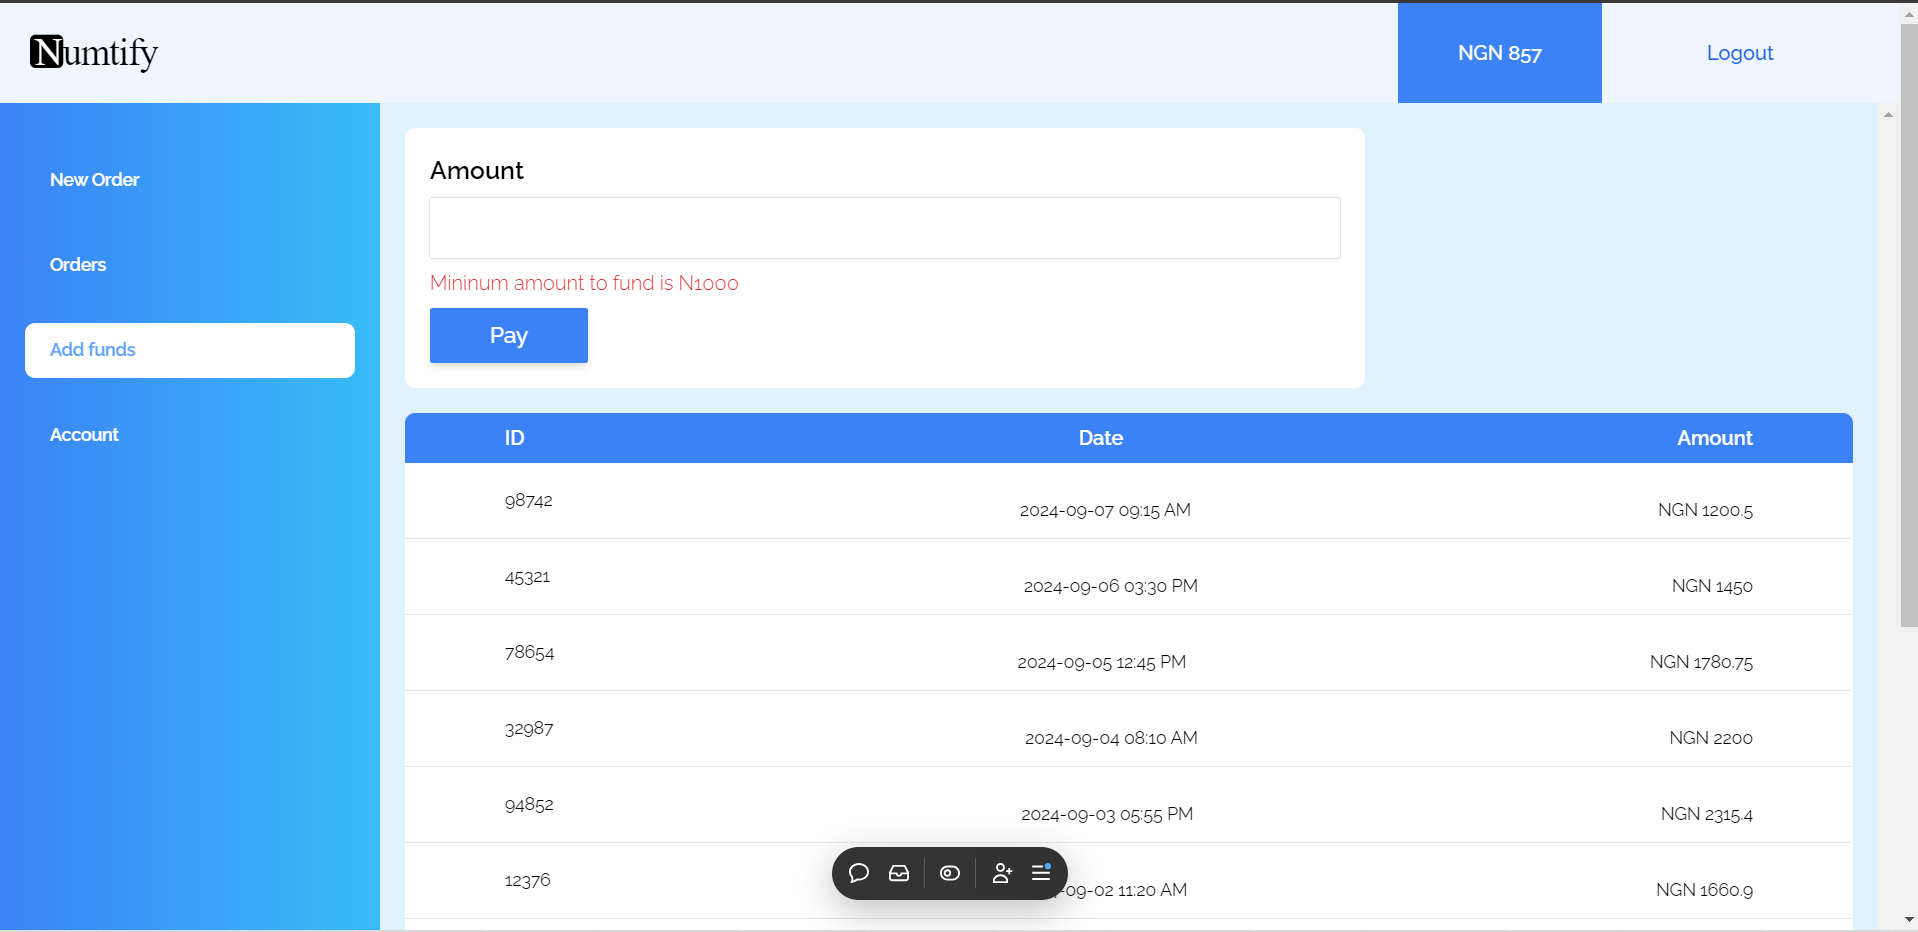 Numtify
NGN 857
Logout
New Order
Orders
Add funds
Account
Amount
Mininum amount to fund is N1000
Pay
ID Date Amount
98742 2024-09-07 09:15 AM NGN 1200.5
45321 2024-09-06 03:30 PM NGN 1450
78654 2024-09-05 12:45 PM NGN 1780.75
32987 2024-09-04 08:10 AM NGN 2200
94852 2024-09-03 05:55 PM NGN 2315.4
12376 -09-02 11:20 AM NGN 1660.9